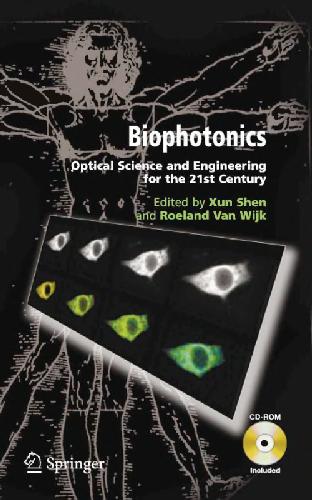 Biophotonics
Optical Science and Engineering
for the 21st Century
Edited by Xun Shen
and Roeland Van Wijk
CD-ROM
Included
Springer